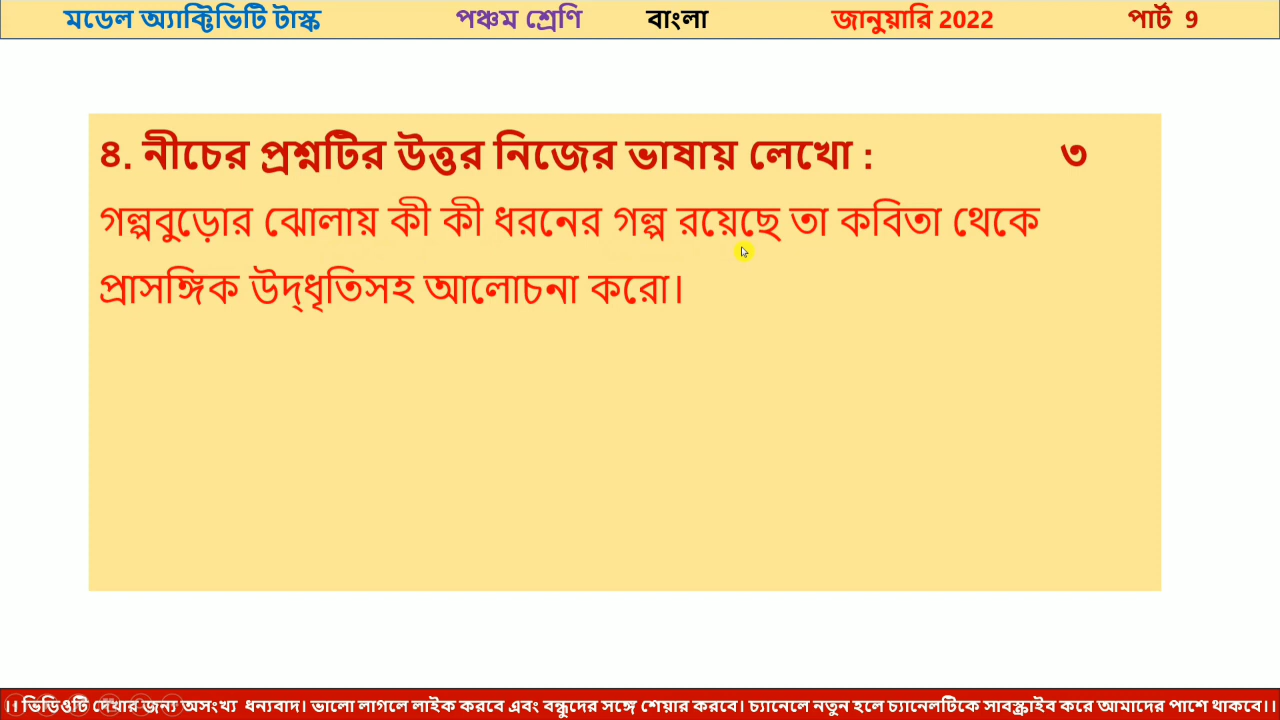 মডেল অ্যাক্টিভিটি টাস্ক পঞ্চম শ্রেণি বাংলা জানুয়ারি 2022 পার্ট 9
৪. নীচের প্রশ্নটির উত্তর নিজের ভাষায় লেখো : ৩
গল্পবুড়োর ঝোলায় কী কী ধরনের গল্প রয়েছে তা কবিতা থেকে
প্রাসঙ্গিক উদ্ধৃতিসহ আলোচনা করো।
।। ভিডিওটি দেখার জন্য অসংখ্য ধন্যবাদ। ভালো লাগলে লাইক করবে এবং বন্ধুদের সঙ্গে শেয়ার করবে। চ্যানেলে নতুন হলে চ্যানেলটিকে সাবস্ক্রাইব করে আমাদের পাশে থাকবে।।